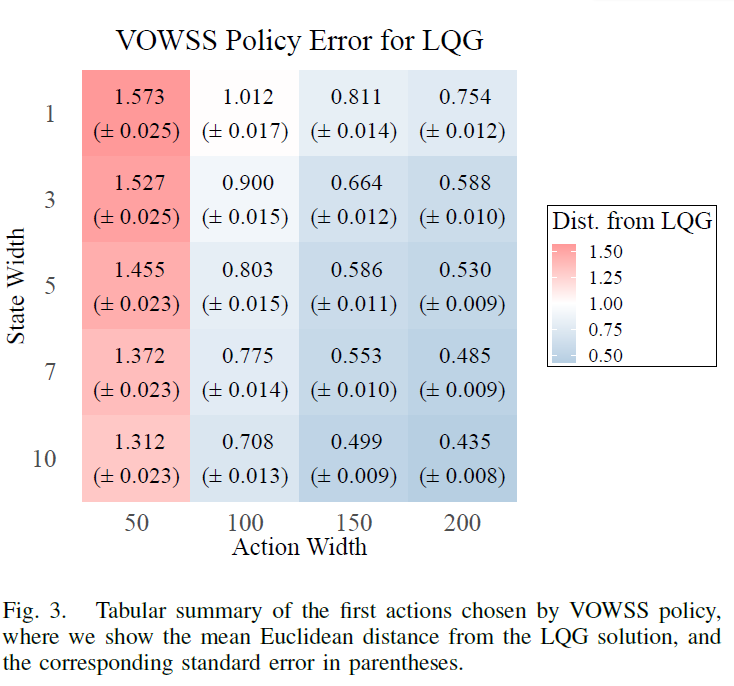 VOWSS Policy Error for LQG
1 1.573 1.012 0.811 0.754
(± 0.025) (± 0.017) (± 0.014) (± 0.012)
3 1.527 0.900 0.664 0.588
(± 0.025) (± 0.015) (± 0.012) (± 0.010)
5 1.455 0.803 0.586 0.530
(± 0.023) (± 0.015) (± 0.011) (± 0.009)
7 1.372 0.775 0.553 0.485
(± 0.023) (± 0.014) (± 0.010) (± 0.009)
10 1.312 0.708 0.499 0.435
(± 0.023) (± 0.013) (± 0.009) (± 0.008)
50 100 150 200
Action Width
State Width
Dist. from LQG
1.50
1.25
1.00
0.75
0.50
Fig. 3. Tabular summary of the first actions chosen by VOWSS policy,
where we show the mean Euclidean distance from the LQG solution, and
the corresponding standard error in parentheses.